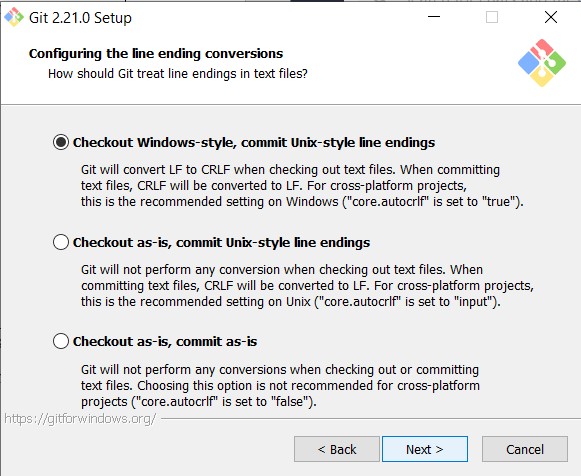 Git 2.21.0 Setup
Configuring the line ending conversions
How should Git treat line endings in text files?
Checkout Windows-style, commit Unix-style line endings
Git will convert LF to CRLF when checking out text files. When committing
text files, CRLF will be converted to LF. For cross-platform projects,
this is the recommended setting on Windows ("core.autocrlf" is set to "true").
Checkout as-is, commit Unix-style line endings
Git will not perform any conversion when checking out text files. When
committing text files, CRLF will be converted to LF. For cross-platform projects,
this is the recommended setting on Unix ("core.autocrlf" is set to "input").
Checkout as-is, commit as-is
Git will not perform any conversions when checking out or committing
text files. Choosing this option is not recommended for cross-platform
projects ("core.autocrlf" is set to "false").
https://gitforwindows.org/
< Back
Next >
Cancel